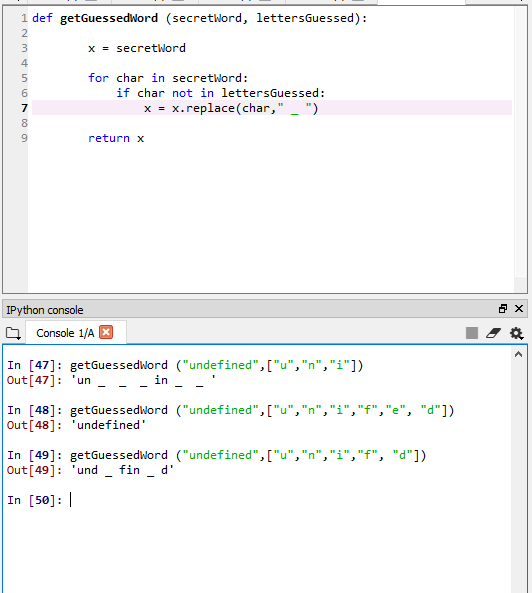 1 def getGuessedWord (secretWord, lettersGuessed):
2
3         x = secretWord
4
5         for char in secretWord:
6             if char not in lettersGuessed:
7                 x = x.replace(char," _ ")
8
9         return x
IPython console
Console 1/A
In [47]: getGuessedWord ("undefined",["u","n","i"])
Out[47]: 'un _  _  _ in _  _ '
In [48]: getGuessedWord ("undefined",["u","n","i","f","e", "d"])
Out[48]: 'undefined'
In [49]: getGuessedWord ("undefined",["u","n","i","f", "d"])
Out[49]: 'und _ fin _ d'
In [50]: